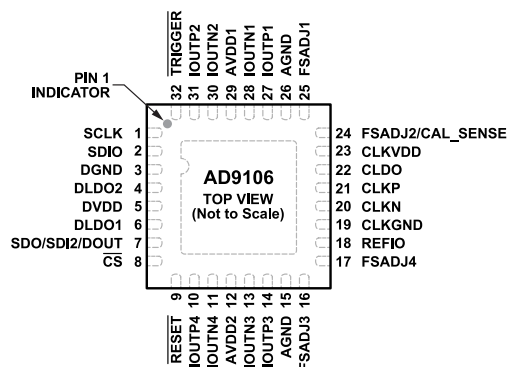 TRIGGER
IOUTP2
IOUTN2
AVDD1
IOUTN1
IOUTP1
AGND
FSADJ1
32 31 30 29 28 27 26 25
PIN 1
INDICATOR
SCLK 1
SDIO 2
DGND 3
DLDO2 4
DVDD 5
DLDO1 6
SDO/SDI2/DOUT 7
CS 8
AD9106
TOP VIEW
(Not to Scale)
24 FSADJ2/CAL_SENSE
23 CLKVDD
22 CLDO
21 CLKP
20 CLKN
19 CLKGND
18 REFIO
17 FSADJ4
9 10 11 12 13 14 15 16
RESET
IOUTP4
IOUTN4
AVDD2
IOUTN3
IOUTP3
AGND
FSADJ3